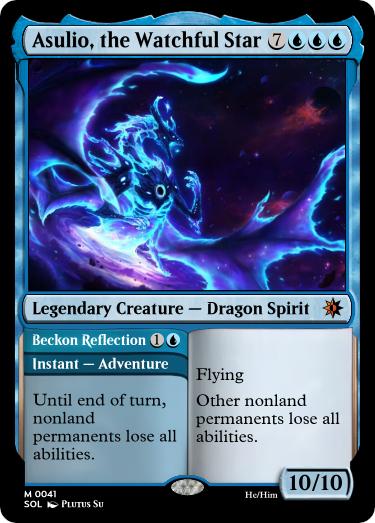 Asulio, the Watchful Star 7
Legendary Creature — Dragon Spirit
Beckon Reflection 1
Instant — Adventure
Until end of turn,
nonland
permanents lose all
abilities.
Flying
Other nonland
permanents lose all
abilities.
10/10
M 0041
SOL Plutus Su
He/Him